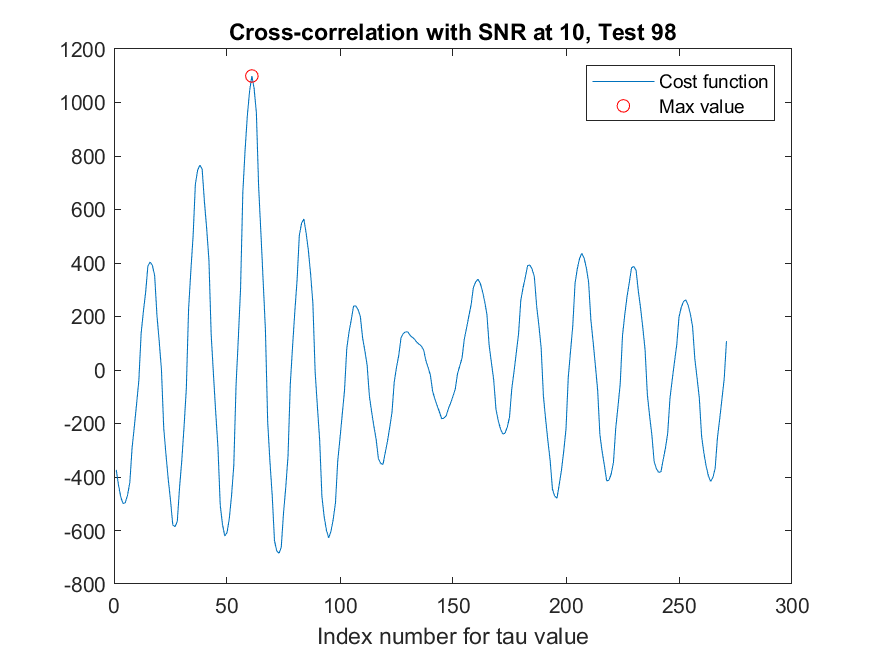 Cross-correlation with SNR at 10, Test 98
1200
1000
800
600
400
200
0
-200
-400
-600
-800
0 50 100 150 200 250 300
Index number for tau value
Cost function
Max value